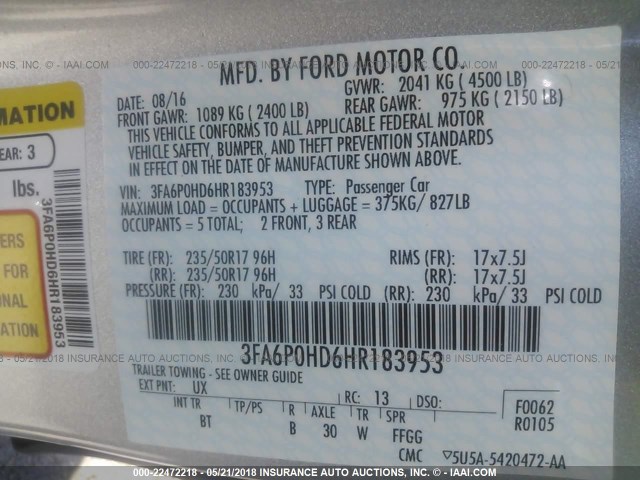 000-22472218 - 05/21/2018 INSURANCE AUTO AUCTIONS, INC.
© - IAAI.COM
MFD. BY FORD MOTOR CO.
DATE: 08/16
GVWR: 2041 KG ( 4500 LB)
FRONT GAWR: 1089 KG ( 2400 LB)
REAR GAWR: 975 KG ( 2150 LB)
THIS VEHICLE CONFORMS TO ALL APPLICABLE FEDERAL MOTOR
VEHICLE SAFETY, BUMPER, AND THEFT PREVENTION STANDARDS
IN EFFECT ON THE DATE OF MANUFACTURE SHOWN ABOVE.
VIN: 3FA6P0HD6HR183953 TYPE: Passenger Car
MAXIMUM LOAD = OCCUPANTS + LUGGAGE = 375KG/ 827LB
OCCUPANTS = 5 TOTAL; 2 FRONT, 3 REAR
TIRE (FR): 235/50R17 96H RIMS (FR): 17x7.5J
(RR): 235/50R17 96H (RR): 17x7.5J
PRESSURE (FR): 230 kPa/ 33 PSI COLD (RR): 230 kPa/ 33 PSI COLD
3FA6P0HD6HR183953
TRAILER TOWING - SEE OWNER GUIDE
EXT PNT: UX RC: 13 DSO: F0062
R0105
INT TR TP/PS R AXLE TR SPR
BT B 30 W FFGG
CMC ▽5U5A-5420472-AA
MATION
EAR: 3
lbs.
ERS
FOR
ONAL
ATION
3FA6P0HD6HR183953